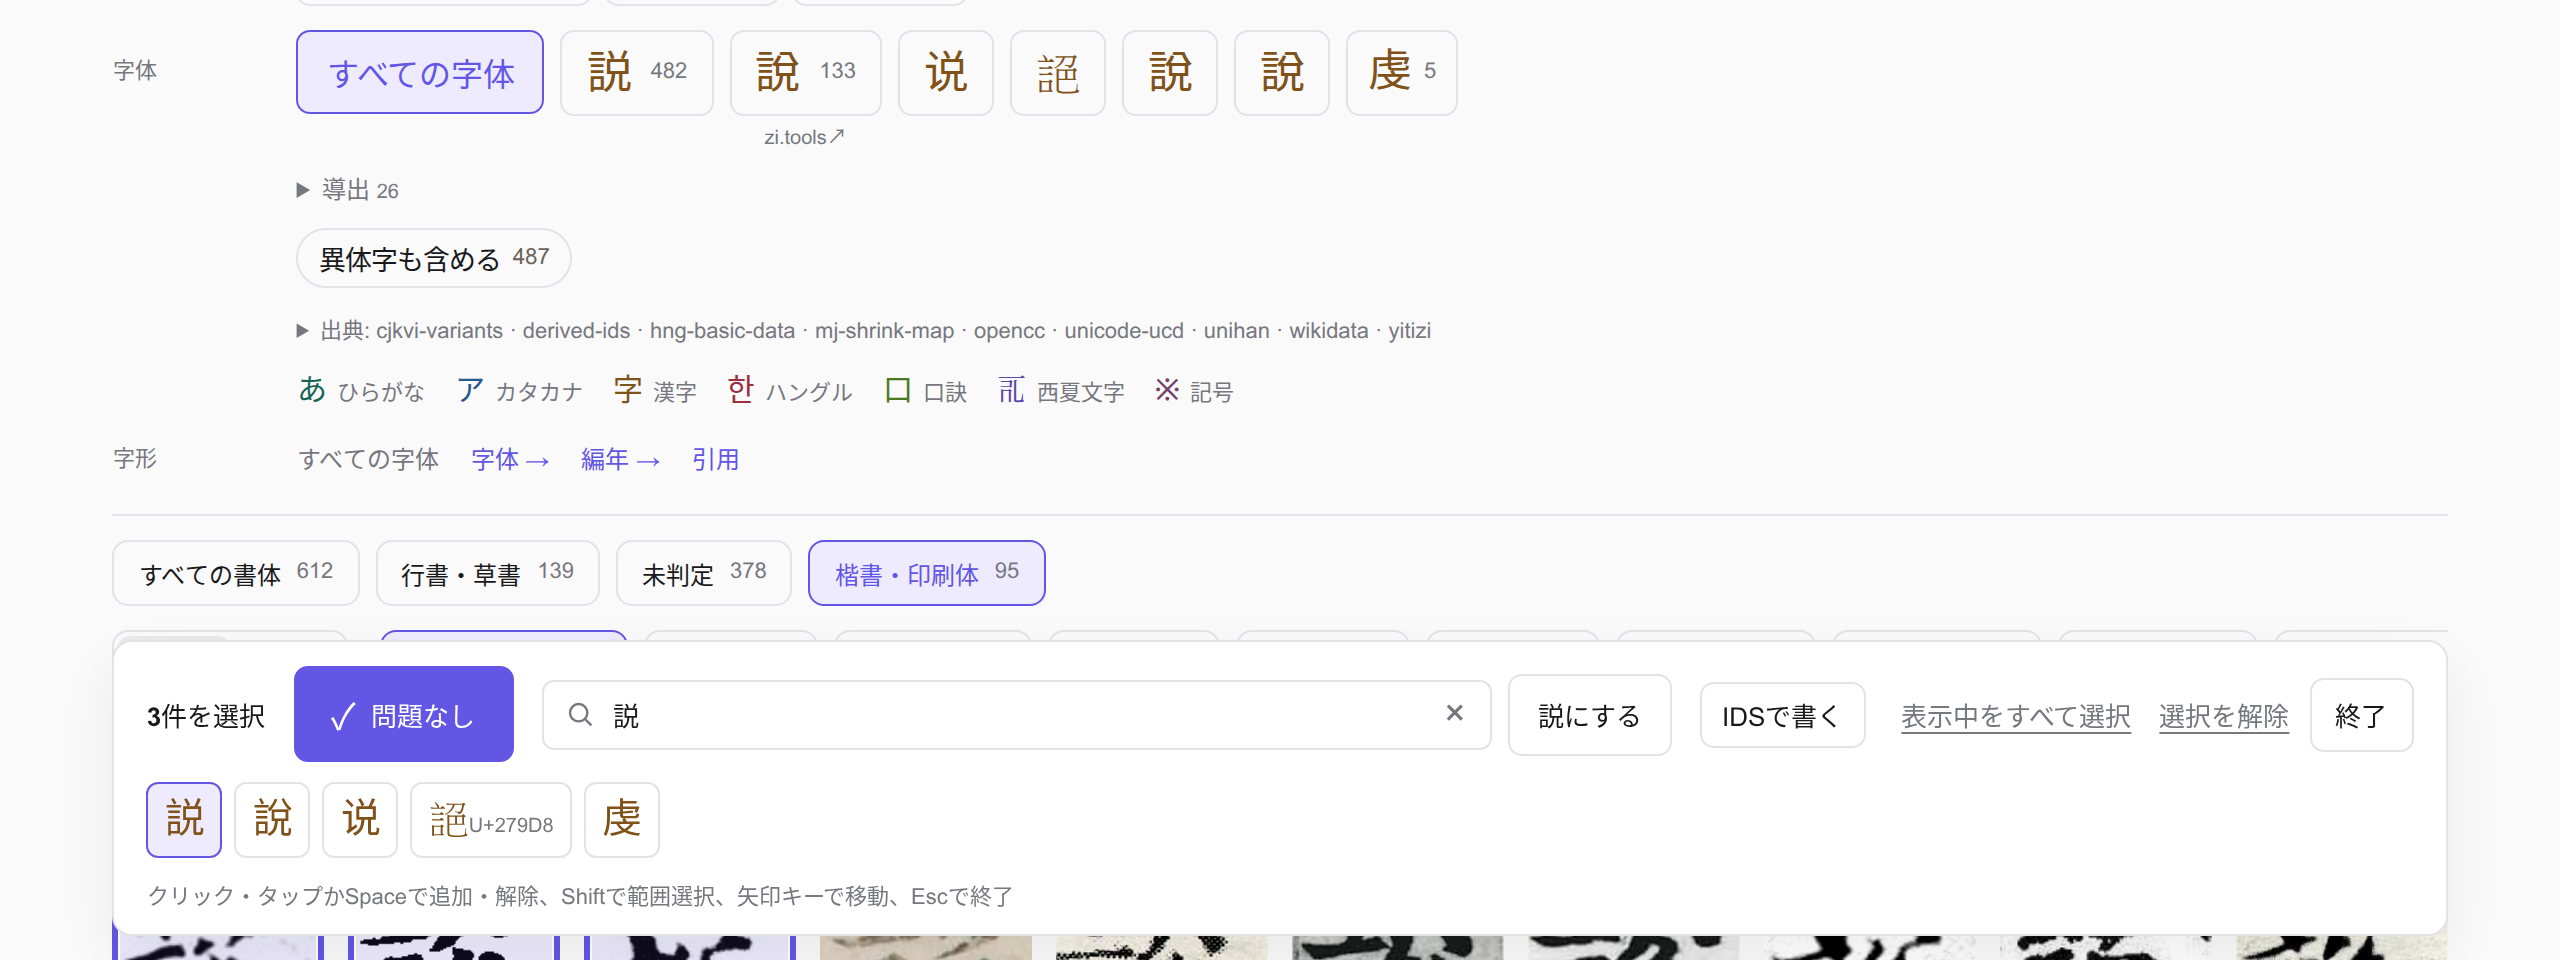 字体 すべての字体 説 482 說 133 说 𧧘 說 說 虔 5
zi.tools↗
▶ 導出 26
異体字も含める 487
▶ 出典: cjkvi-variants · derived-ids · hng-basic-data · mj-shrink-map · opencc · unicode-ucd · unihan · wikidata · yitizi
あ ひらがな ア カタカナ 字 漢字 한 ハングル 口 口訣 西夏文字 ※ 記号
字形 すべての字体 字体→ 編年→ 引用
すべての書体 612 行書・草書 139 未判定 378 楷書・印刷体 95
3件を選択 ✓ 問題なし 説 × 説にする IDSで書く 表示中をすべて選択 選択を解除 終了
説 說 说 𧧘U+279D8 虔
クリック・タップかSpaceで追加・解除、Shiftで範囲選択、矢印キーで移動、Escで終了